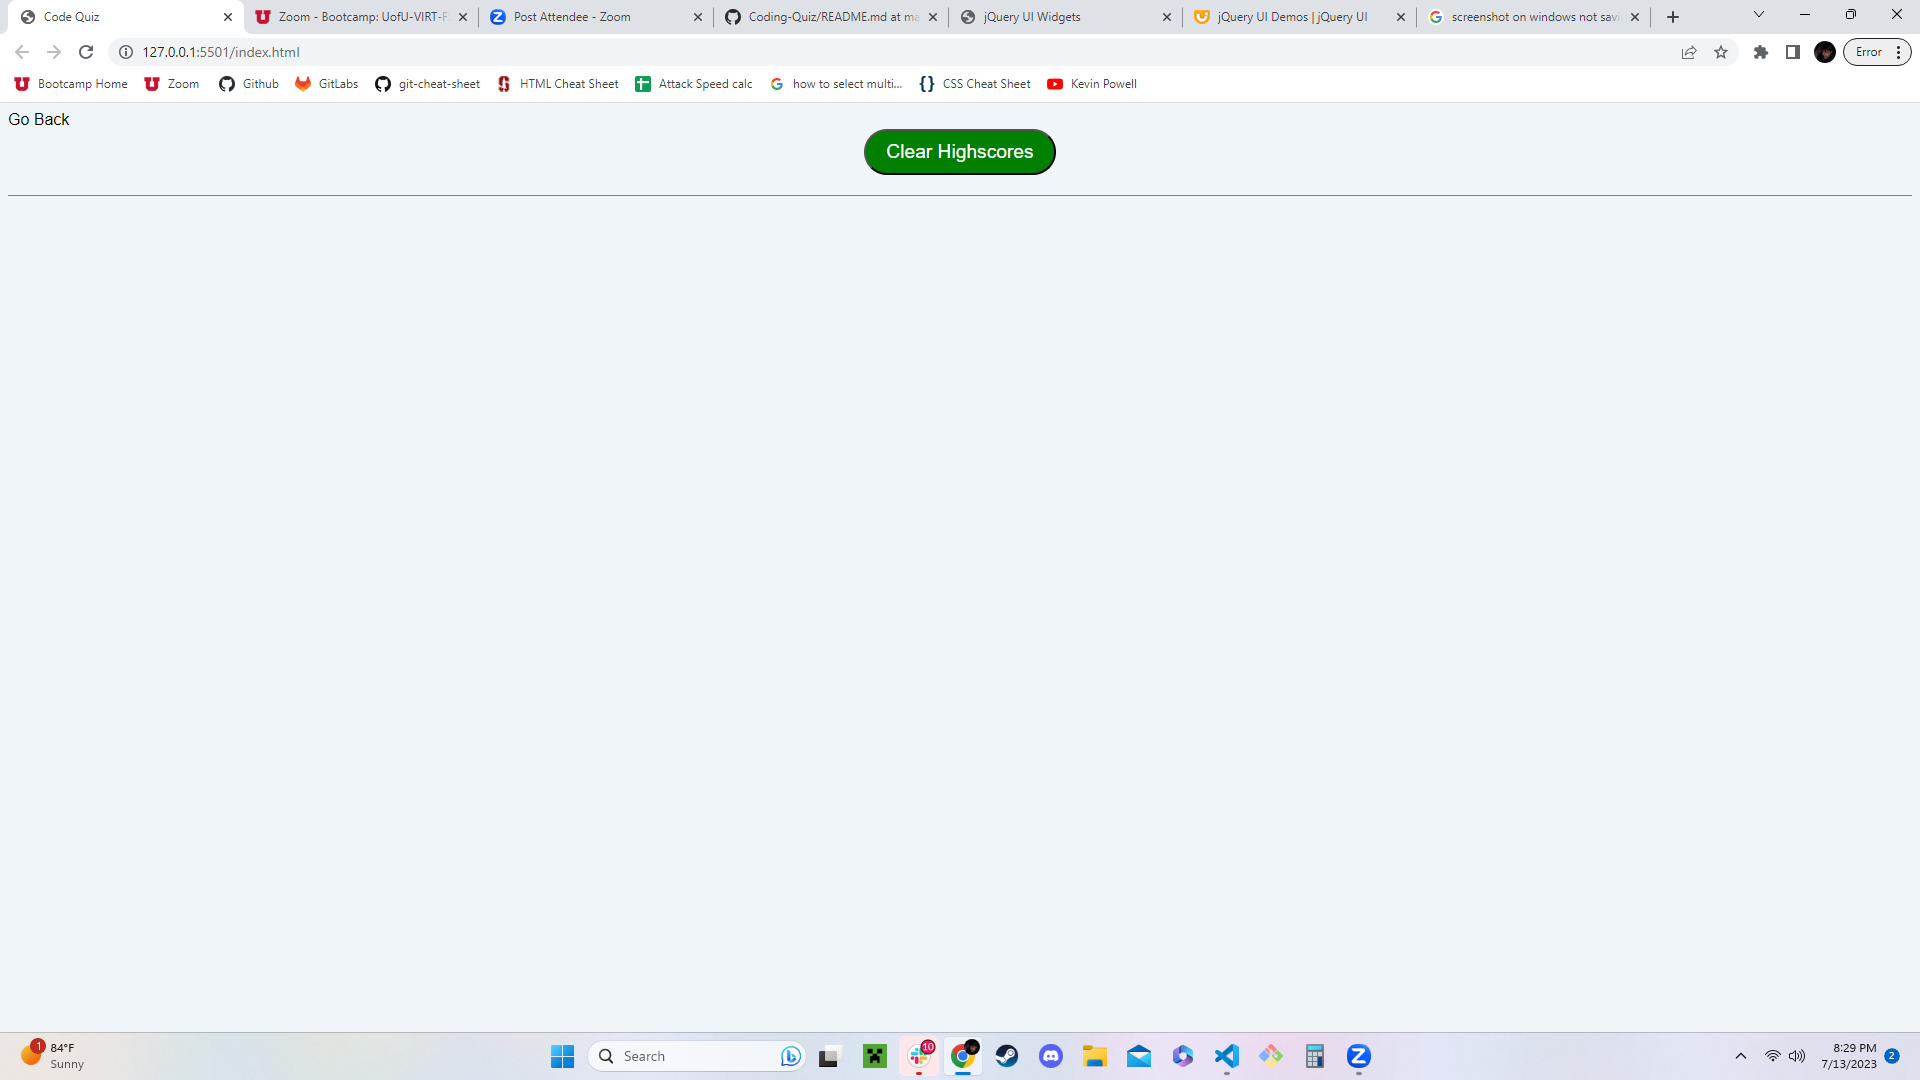 Code Quiz
Zoom - Bootcamp: UofU-VIRT-F
Post Attendee - Zoom
Coding-Quiz/README.md at ma
jQuery UI Widgets
jQuery UI Demos | jQuery UI
screenshot on windows not savi
127.0.0.1:5501/index.html
Error
Bootcamp Home
Zoom
Github
GitLabs
git-cheat-sheet
HTML Cheat Sheet
Attack Speed calc
how to select multi...
CSS Cheat Sheet
Kevin Powell
Go Back
Clear Highscores
1
84°F
Sunny
Search
10
8:29 PM
7/13/2023
2